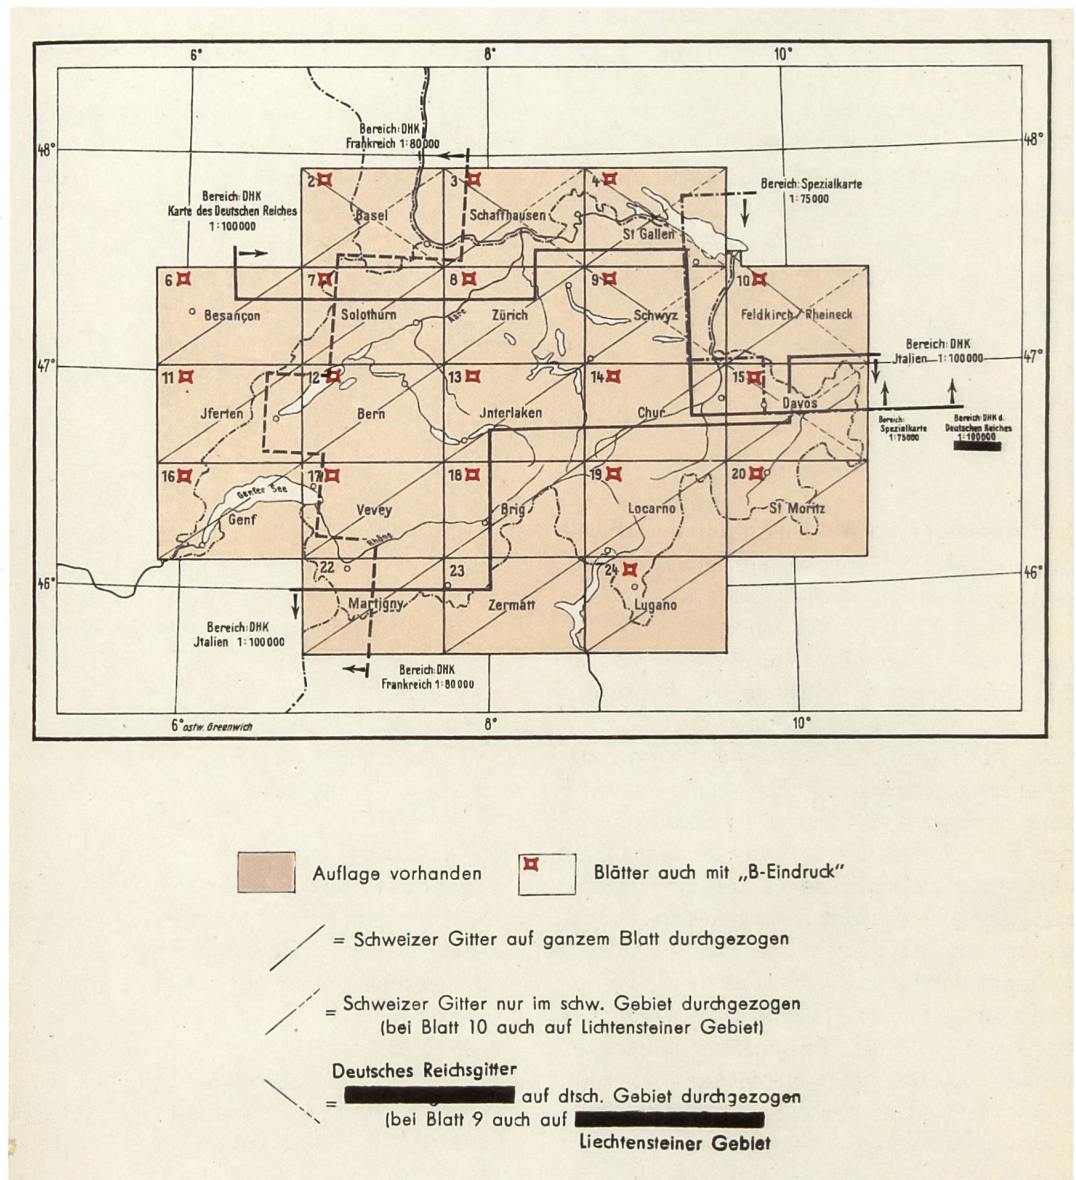 6°
8°
10°
48°
48°
Bereich: DHK
Frankreich 1:80000
Bereich: DHK
Karte des Deutschen Reiches
1:100000
Bereich: Spezialkarte
1:75000
2
3
4
Basel
Schaffhausen
St Gallen
6
7
8
9
10
Besançon
Solothurn
Aare
Zürich
Schwyz
Feldkirch/Rheineck
47°
47°
Bereich: DHK
Jtalien 1:100000
11
12
13
14
15
Jferten
Bern
Jnterlaken
Chur
Davos
Bereich:
Spezialkarte
1:75000
Bereich: DHK d.
Deutschen Reiches
1:100000
16
17
18
19
20
Genfer See
Genf
Vevey
Brig
Locarno
St Moritz
Rhône
22
23
24
46°
46°
Martigny
Zermatt
Lugano
Bereich: DHK
Jtalien 1:100000
Bereich: DHK
Frankreich 1:80000
6° ostw. Greenwich
8°
10°
Auflage vorhanden
Blätter auch mit „B-Eindruck"
= Schweizer Gitter auf ganzem Blatt durchgezogen
= Schweizer Gitter nur im schw. Gebiet durchgezogen
(bei Blatt 10 auch auf Lichtensteiner Gebiet)
Deutsches Reichsgitter
= auf dtsch. Gebiet durchgezogen
(bei Blatt 9 auch auf
Liechtensteiner Gebiet